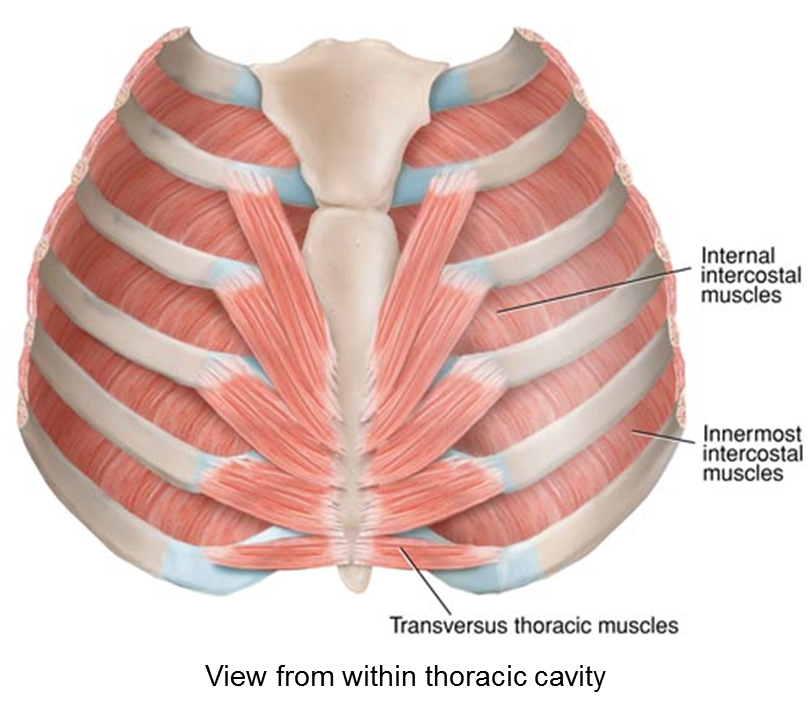 Internal
intercostal
muscles
Innermost
intercostal
muscles
Transversus thoracic muscles
View from within thoracic cavity